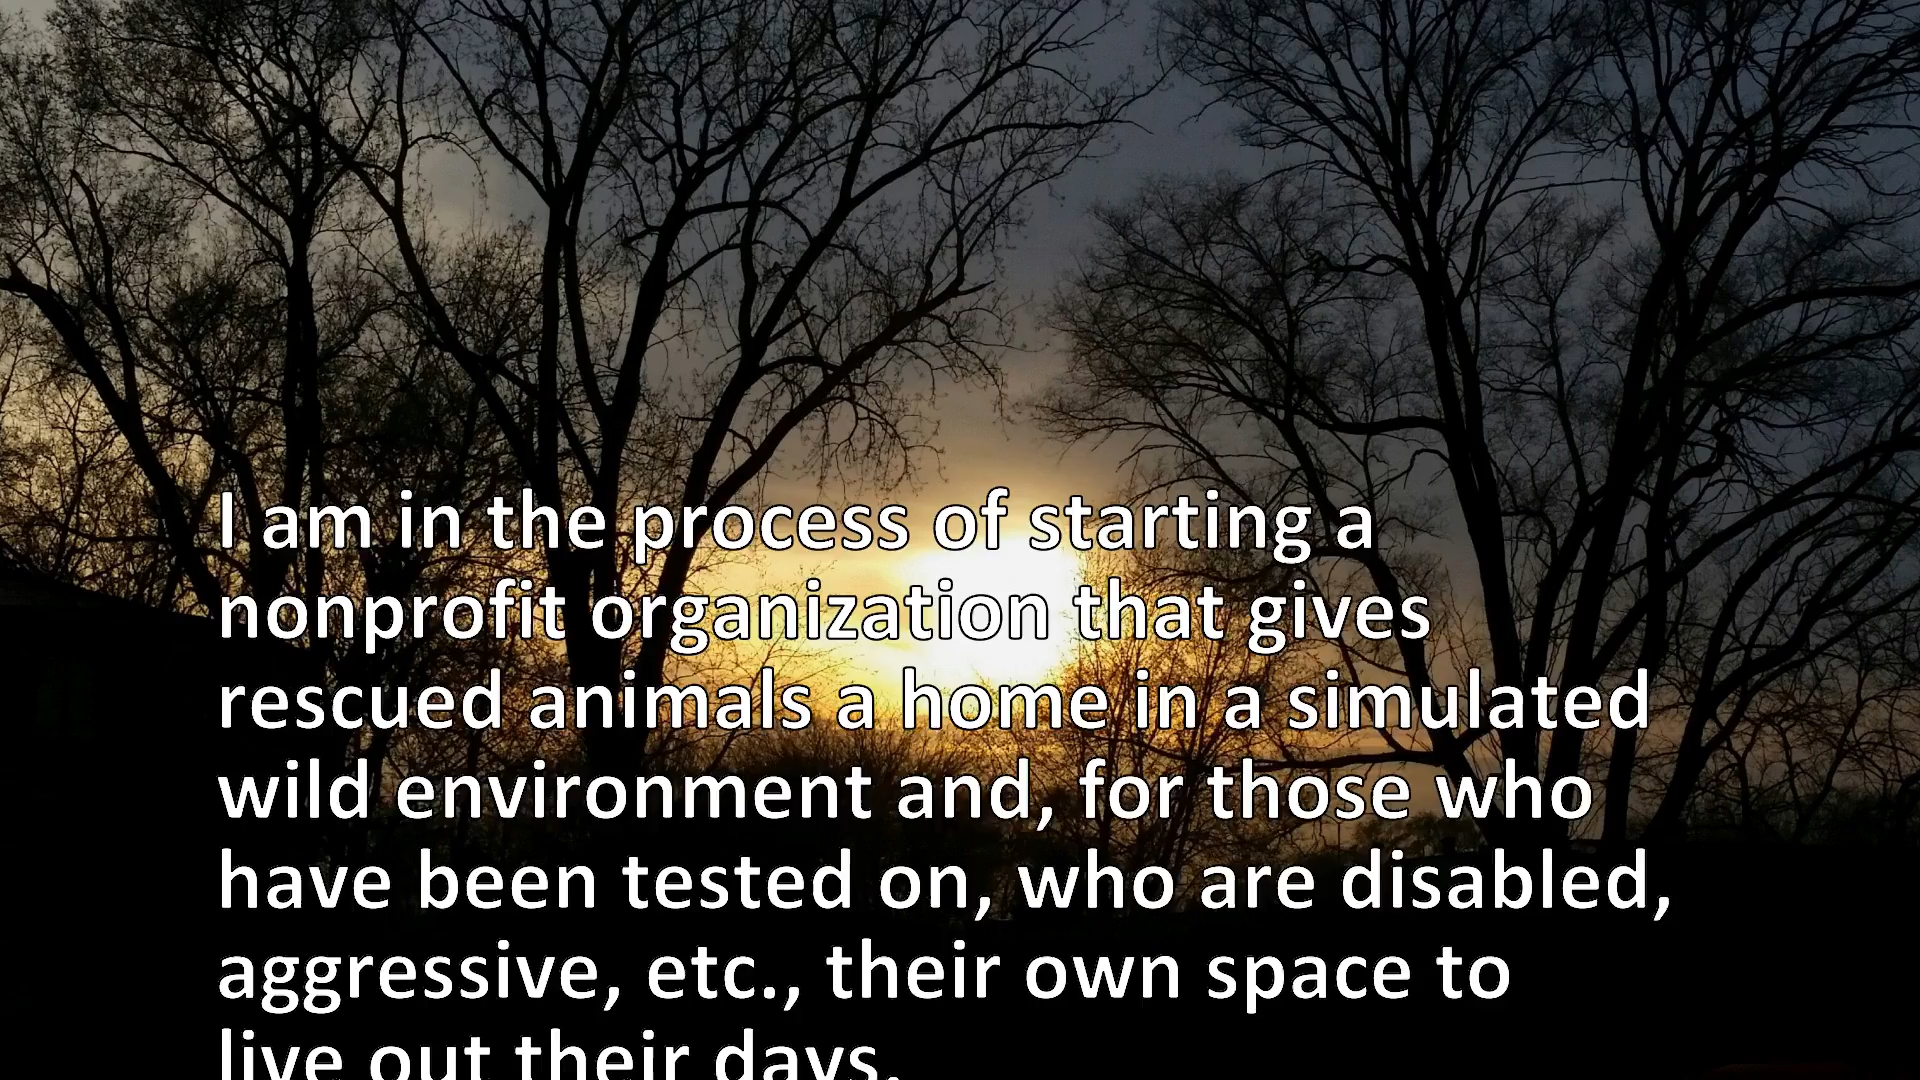 I am in the process of starting a
nonprofit organization that gives
rescued animals a home in a simulated
wild environment and, for those who
have been tested on, who are disabled,
aggressive, etc., their own space to
live out their days.